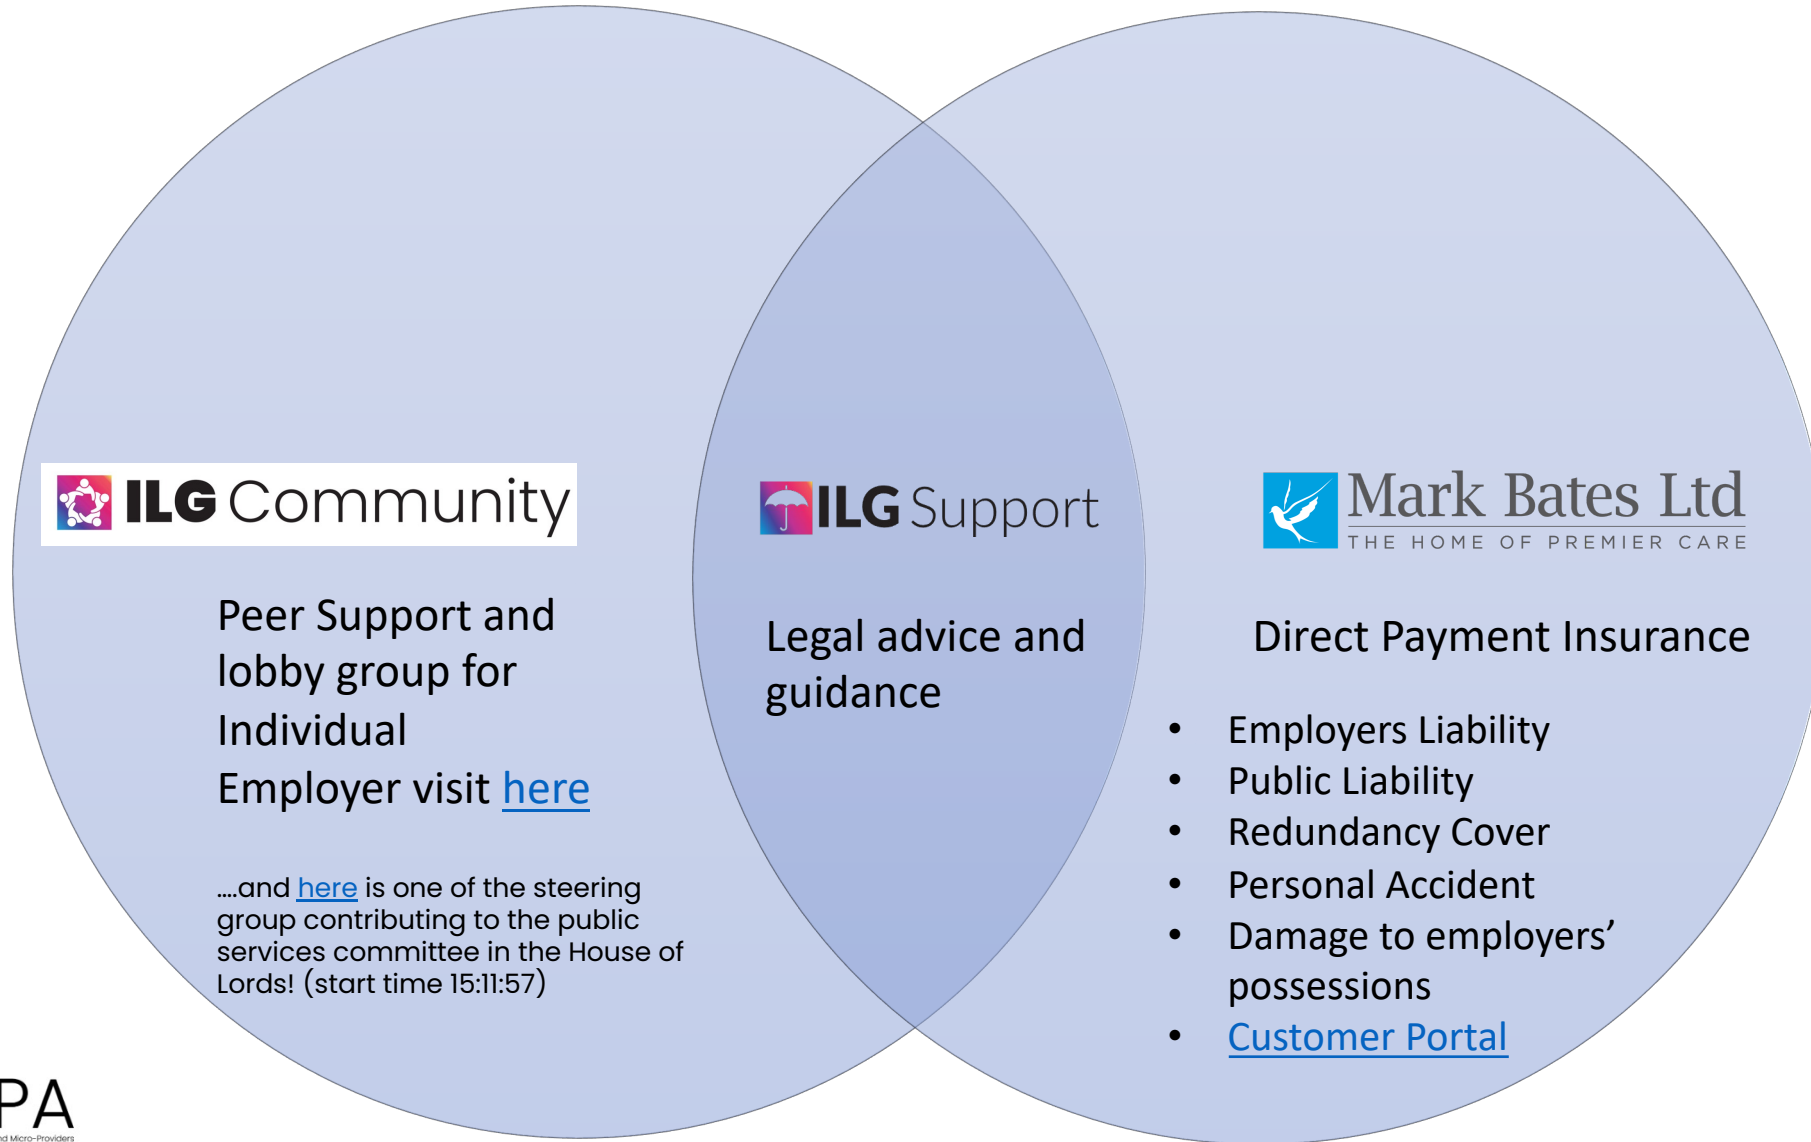 ILG Community
Peer Support and
lobby group for
Individual
Employer visit here
....and here is one of the steering
group contributing to the public
services committee in the House of
Lords! (start time 15:11:57)
ILG Support
Legal advice and
guidance
Mark Bates Ltd
THE HOME OF PREMIER CARE
Direct Payment Insurance
• Employers Liability
• Public Liability
• Redundancy Cover
• Personal Accident
• Damage to employers’
possessions
• Customer Portal
PA
nd Micro-Providers